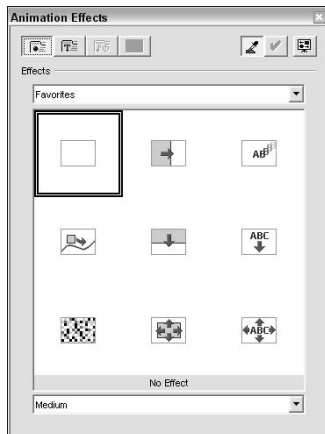 Animation Effects
Effects
Favorites
AB
ABC
ABC
No Effect
Medium